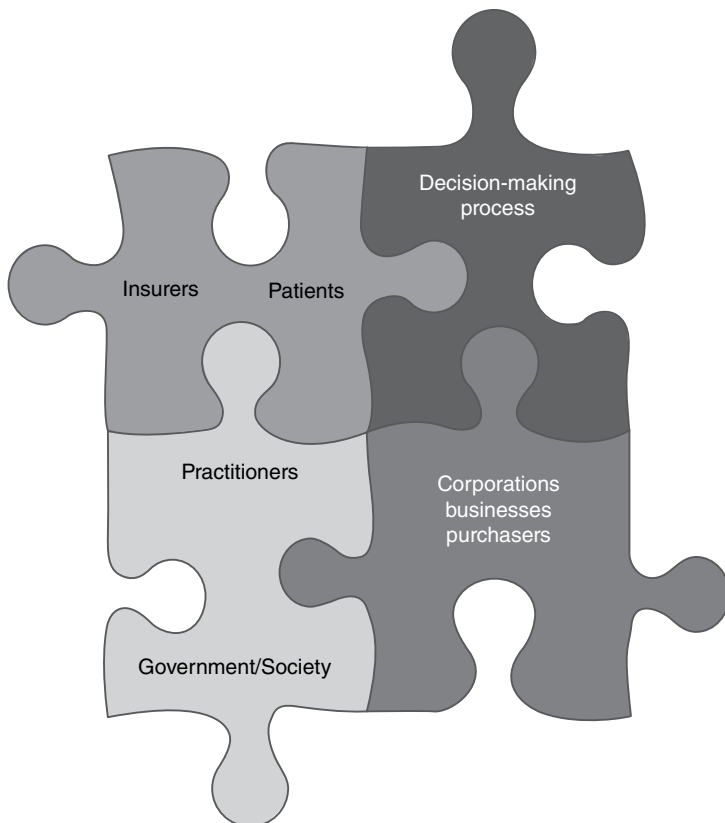 Decision-making
process
Insurers
Patients
Practitioners
Corporations
businesses
purchasers
Government/Society